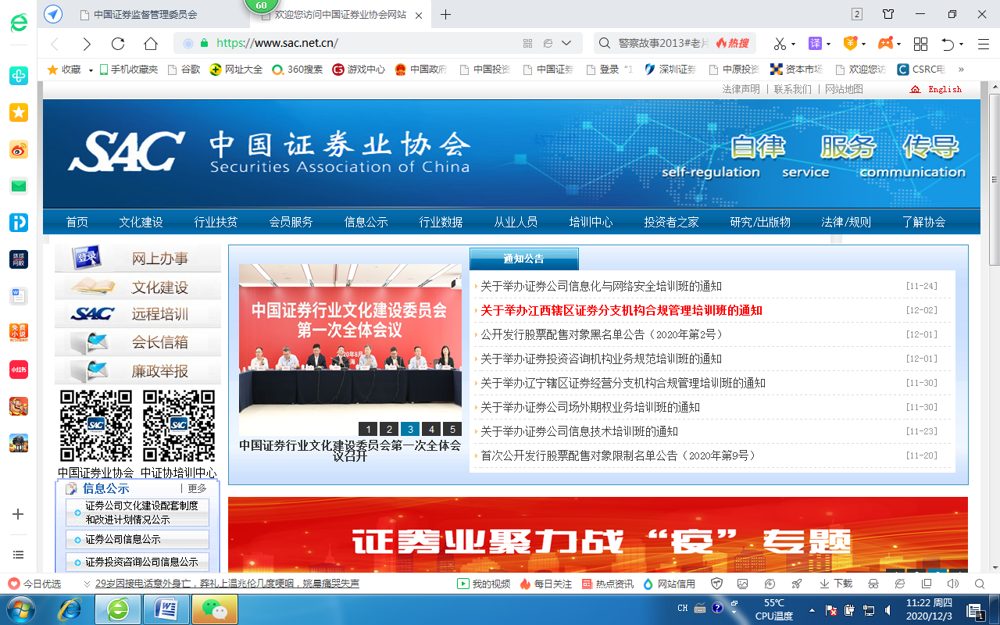 中国证券监督管理委员会
60
欢迎您访问中国证券业协会网站
2
https://www.sac.net.cn/
警察故事2013#老片
热搜
译
收藏
手机收藏夹
谷歌
网址大全
360搜索
游戏中心
中国政府
中国投资
中国证券
登录 “1
深圳证券
中原投资
资本市场
欢迎您访
CSRC电
»
法律声明 | 联系我们 | 网站地图
English
SAC 中国证券业协会
Securities Association of China
自律 服务 传导
self-regulation service communication
首页 文化建设 行业扶贫 会员服务 信息公示 行业数据 从业人员 培训中心 投资者之家 研究/出版物 法律/规则 了解协会
登录 网上办事
文化建设
SAC 远程培训
会长信箱
廉政举报
中国证券业协会 中证协培训中心
信息公示 | 更多
证券公司文化建设配套制度
和改进计划情况公示
证券公司信息公示
证券投资咨询公司信息公示
中国证券行业文化建设委员会
第一次全体会议
1 2 3 4 5
中国证券行业文化建设委员会第一次全体会
议召开
通知公告
关于举办证券公司信息化与网络安全培训班的通知 [11-24]
关于举办江西辖区证券分支机构合规管理培训班的通知 [12-02]
公开发行股票配售对象黑名单公告（2020年第2号） [12-01]
关于举办证券投资咨询机构业务规范培训班的通知 [12-01]
关于举办辽宁辖区证券经营分支机构合规管理培训班的通知 [11-30]
关于举办证券公司场外期权业务培训班的通知 [11-30]
关于举办证券公司信息技术培训班的通知 [11-23]
首次公开发行股票配售对象限制名单公告（2020年第9号） [11-20]
证券业聚力战“疫”专题
环球
网校
免费
小说
小红书
今日优选
29岁因接电话意外身亡，葬礼上温兆伦几度哽咽，姚晨痛哭失声
我的视频
每日关注
热点资讯
网站信用
下载
CH
55℃
CPU温度
11:22 周四
2020/12/3
1